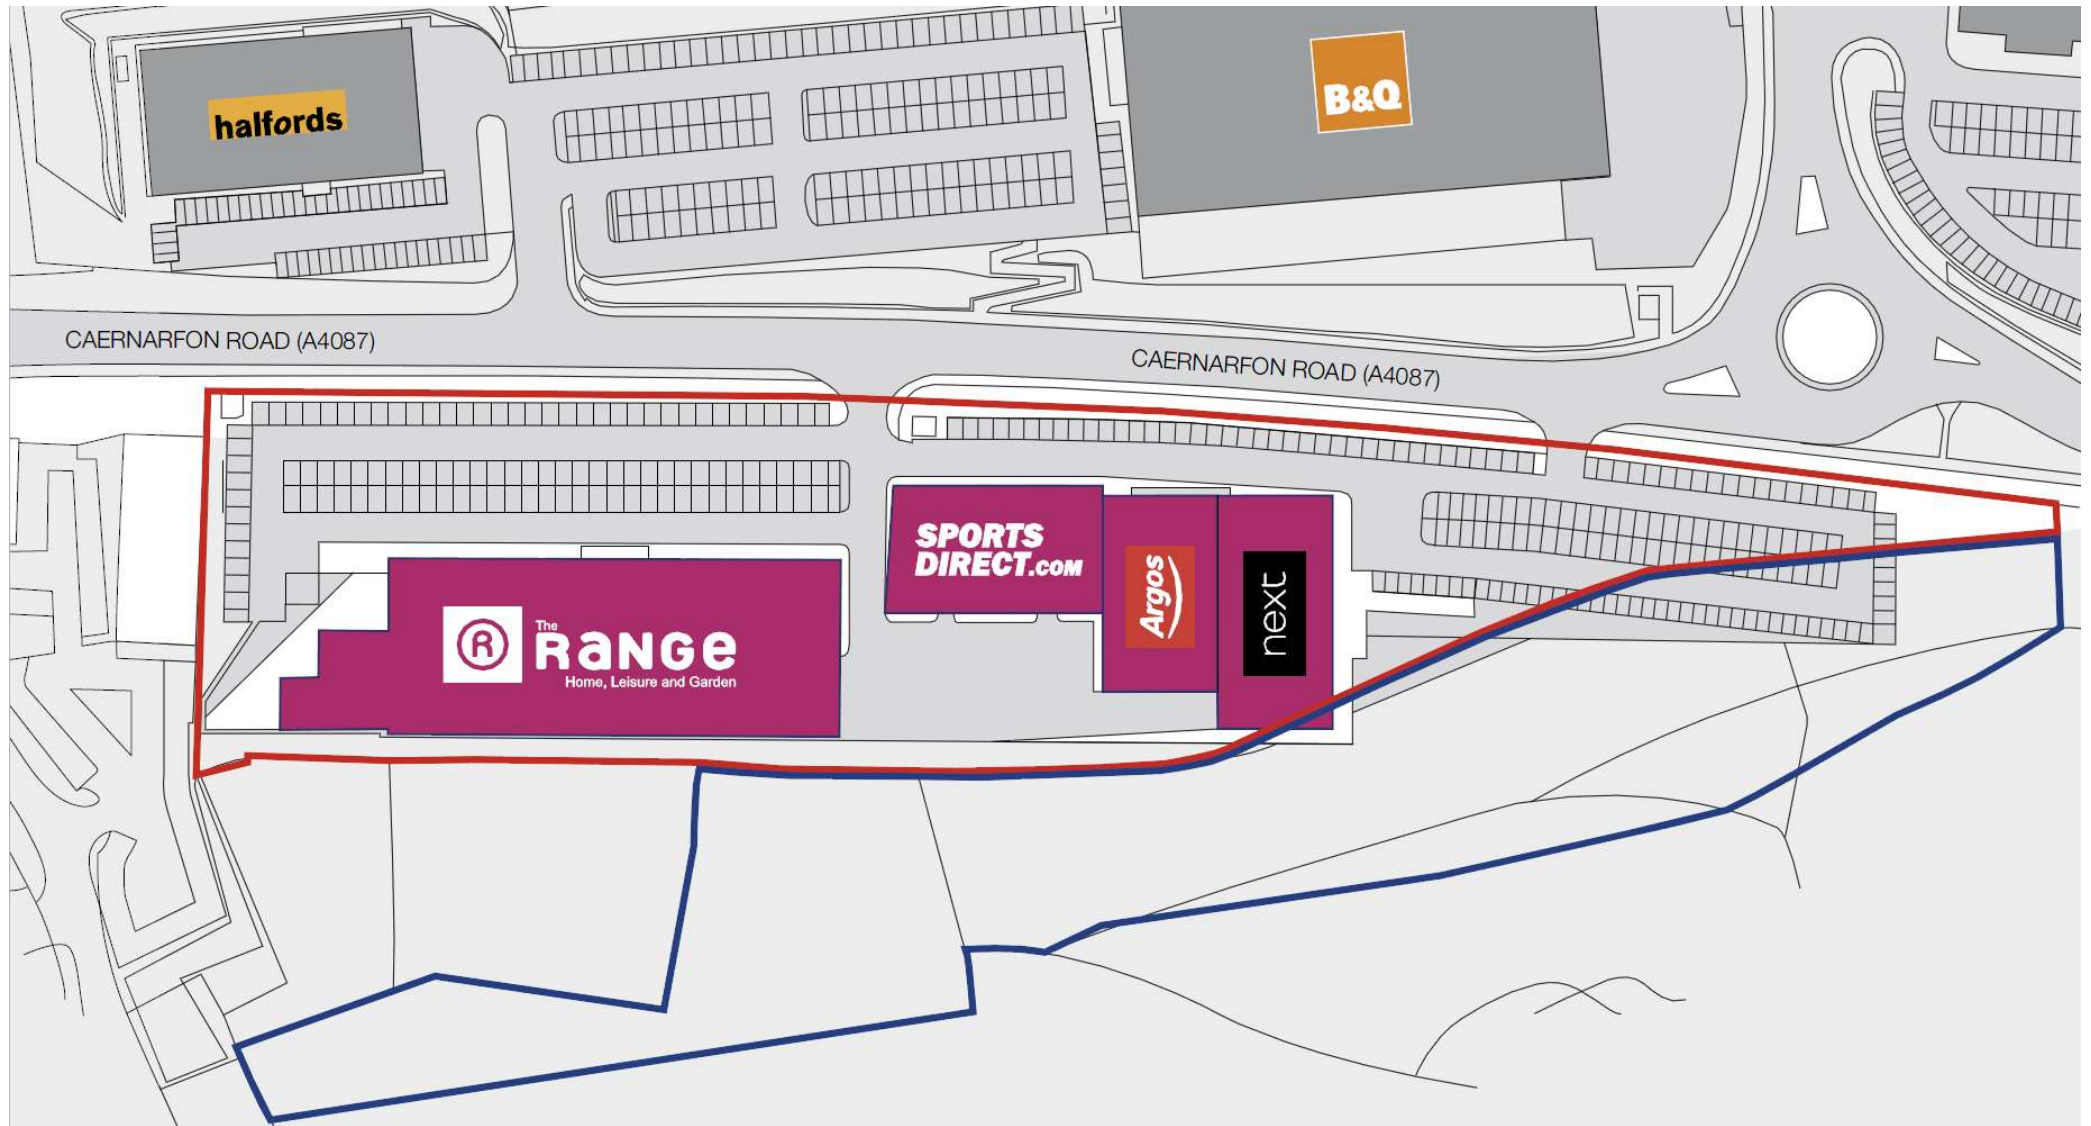 halfords
B&Q
CAERNARFON ROAD (A4087)
CAERNARFON ROAD (A4087)
SPORTS
DIRECT.COM
Argos
next
R
The
RaNGe
Home, Leisure and Garden